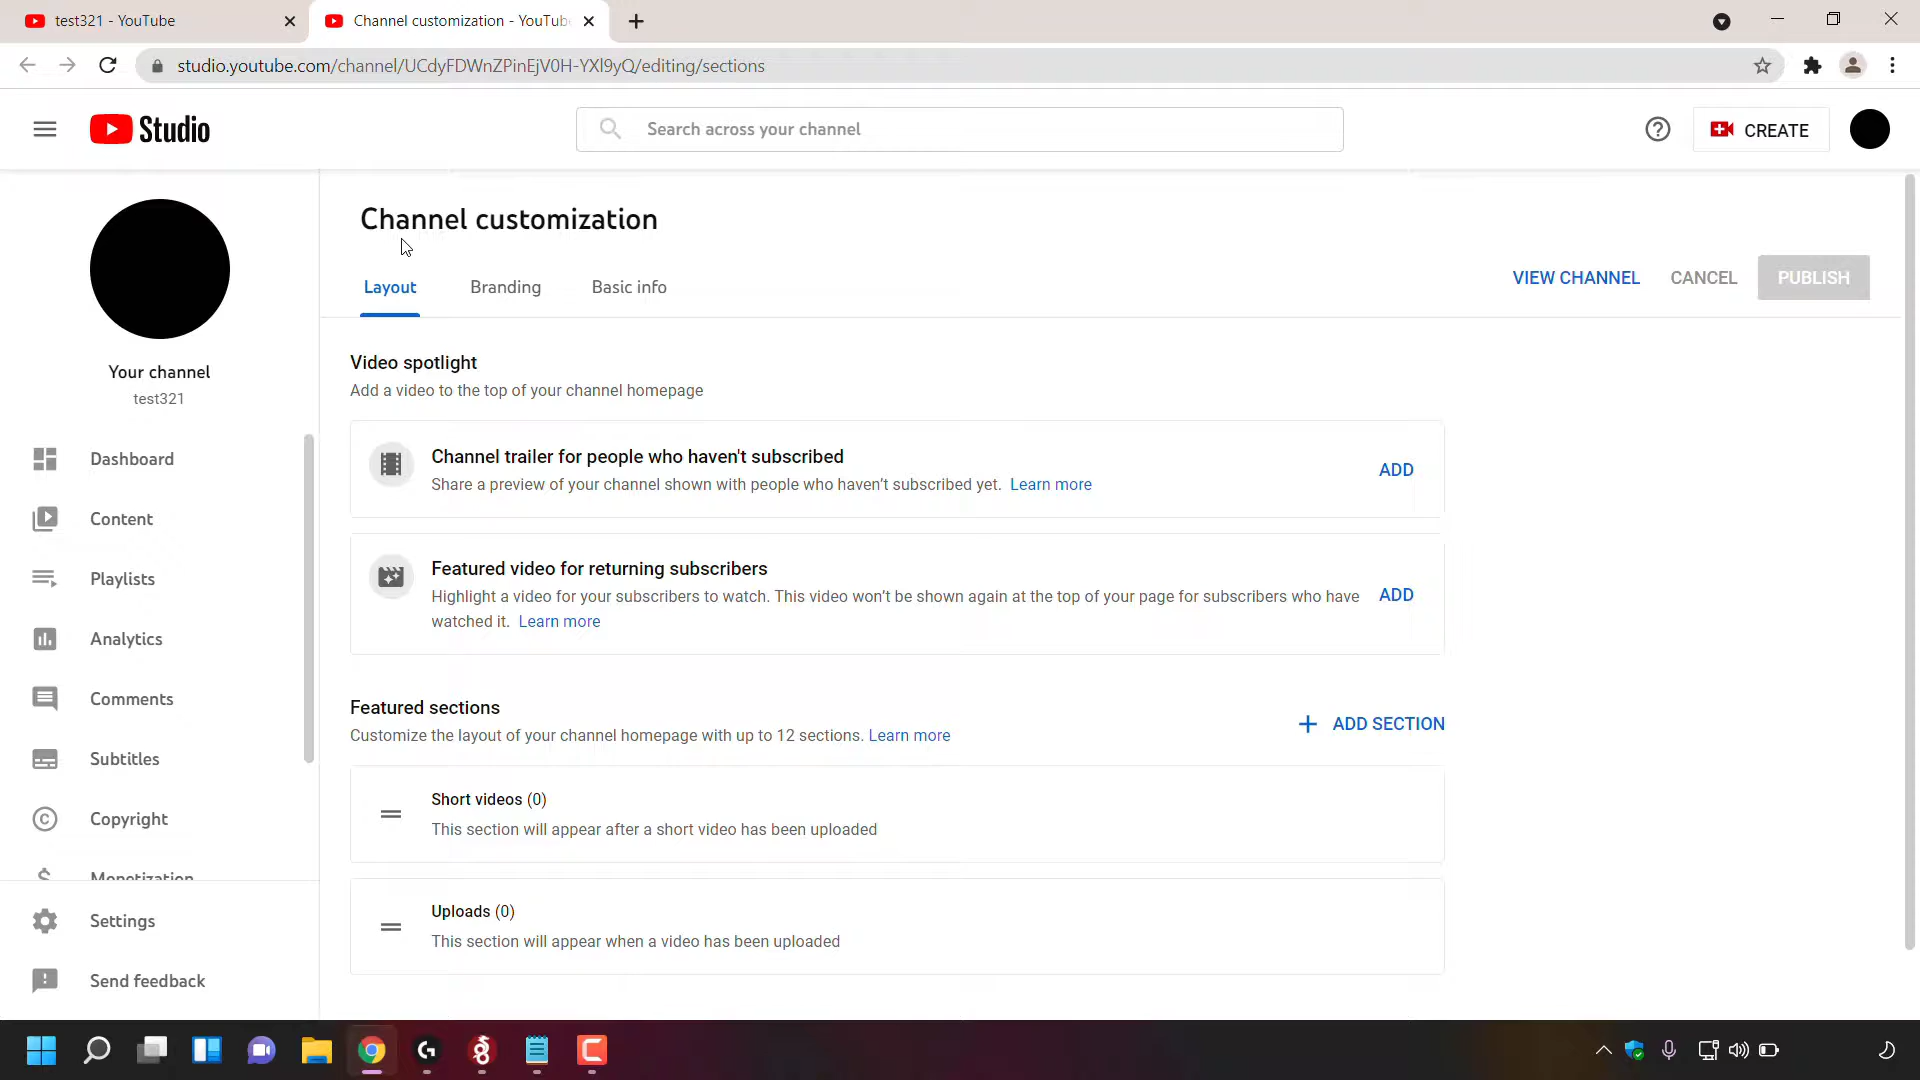 test321 - YouTube
Channel customization - YouTub
studio.youtube.com/channel/UCdyFDWnZPinEjV0H-YXl9yQ/editing/sections
Studio
Search across your channel
CREATE
Channel customization
Layout
Branding
Basic info
VIEW CHANNEL
CANCEL
PUBLISH
Your channel
test321
Dashboard
Content
Playlists
Analytics
Comments
Subtitles
Copyright
Monetization
Settings
Send feedback
Video spotlight
Add a video to the top of your channel homepage
Channel trailer for people who haven't subscribed
Share a preview of your channel shown with people who haven't subscribed yet. Learn more
ADD
Featured video for returning subscribers
Highlight a video for your subscribers to watch. This video won't be shown again at the top of your page for subscribers who have
watched it. Learn more
ADD
Featured sections
Customize the layout of your channel homepage with up to 12 sections. Learn more
ADD SECTION
Short videos (0)
This section will appear after a short video has been uploaded
Uploads (0)
This section will appear when a video has been uploaded